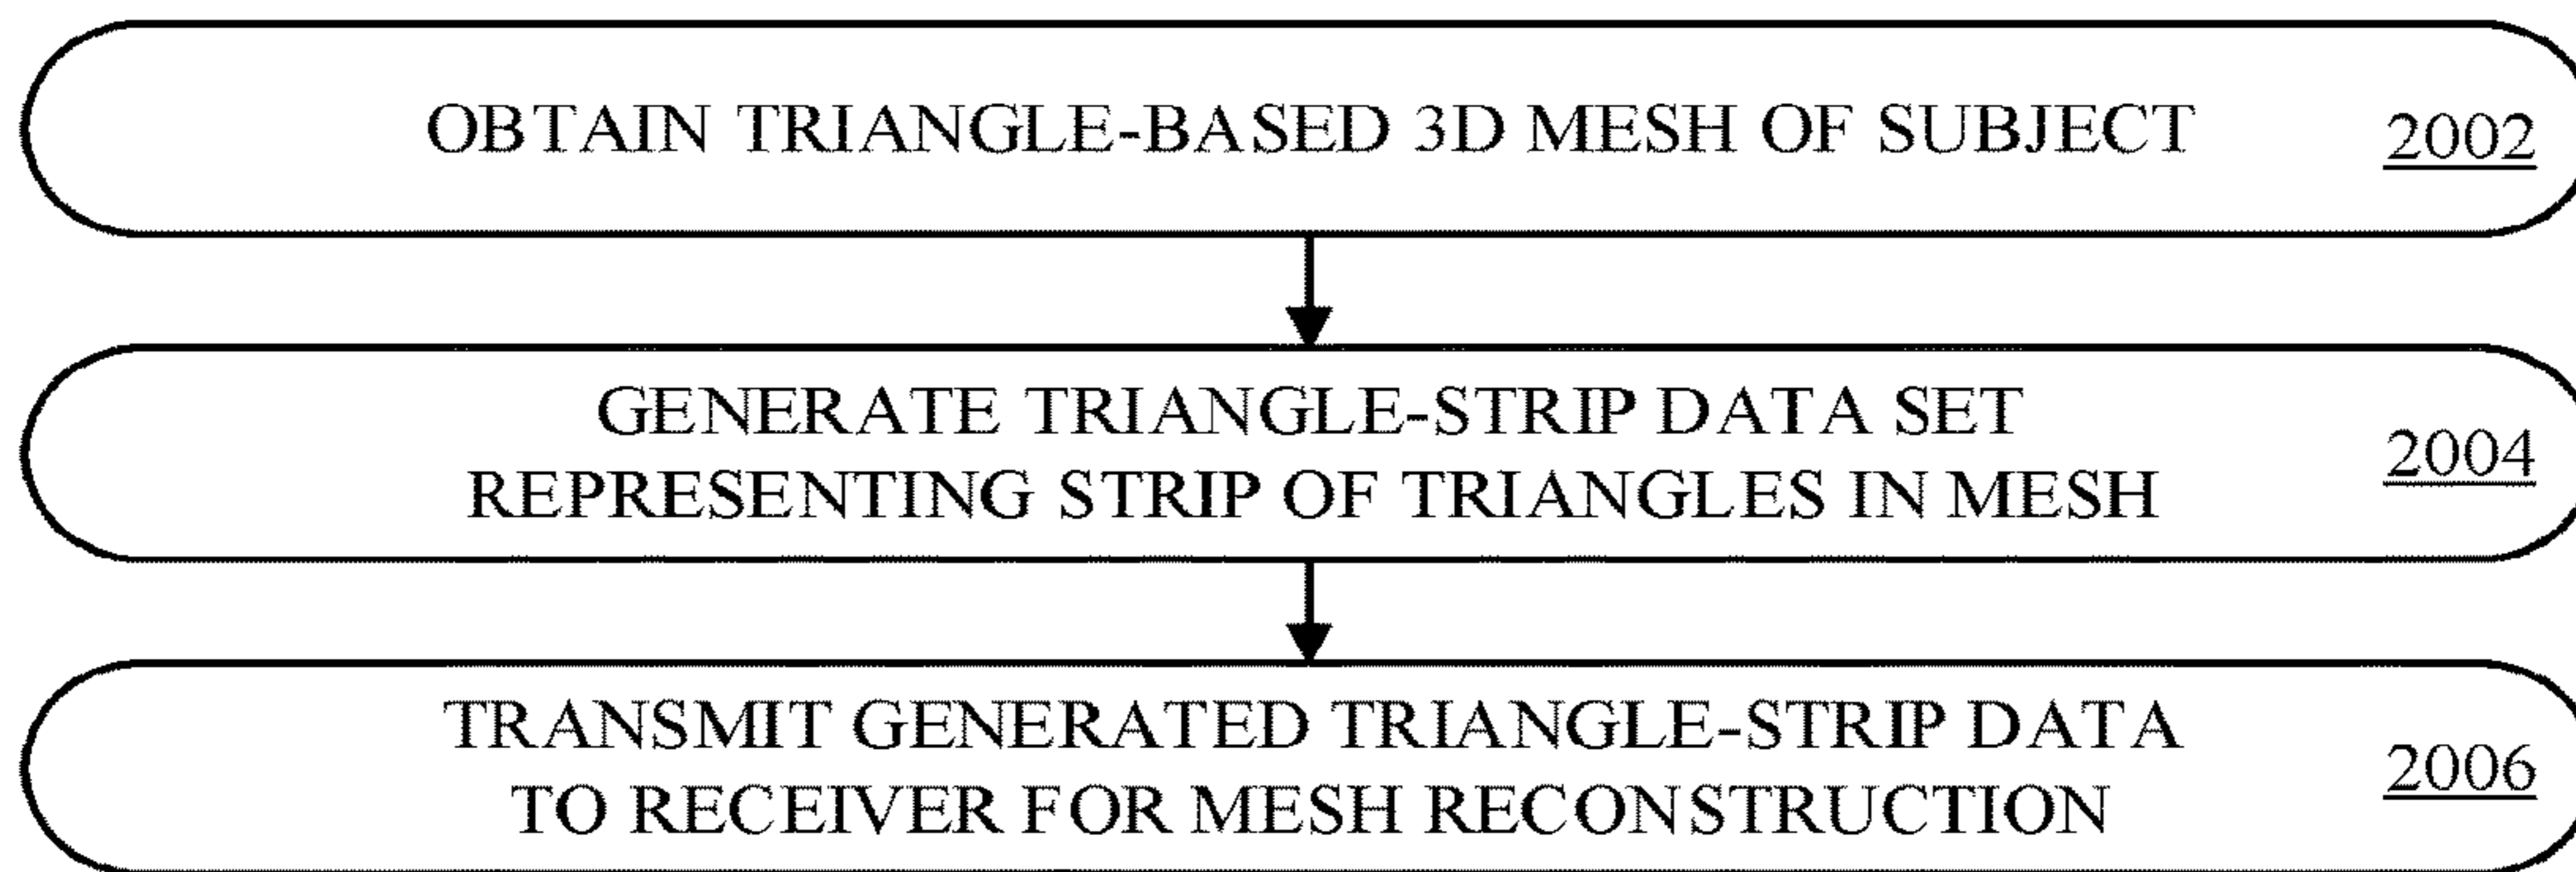 OBTAIN TRIANGLE-BASED 3D MESH OF SUBJECT 2002
GENERATE TRIANGLE-STRIP DATA SET
REPRESENTING STRIP OF TRIANGLES IN MESH 2004
TRANSMIT GENERATED TRIANGLE-STRIP DATA
TO RECEIVER FOR MESH RECONSTRUCTION 2006